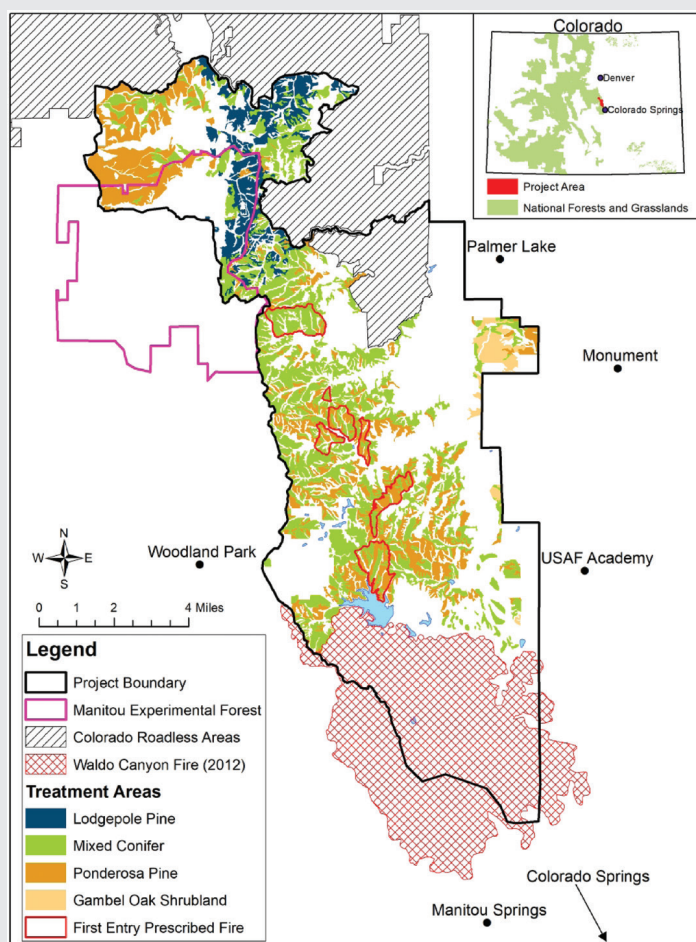 Colorado
Denver
Colorado Springs
Project Area
National Forests and Grasslands
Palmer Lake
Monument
Woodland Park
USAF Academy
N
W E
S
0 1 2 4 Miles
Legend
Project Boundary
Manitou Experimental Forest
Colorado Roadless Areas
Waldo Canyon Fire (2012)
Treatment Areas
Lodgepole Pine
Mixed Conifer
Ponderosa Pine
Gambel Oak Shrubland
First Entry Prescribed Fire
Colorado Springs
Manitou Springs